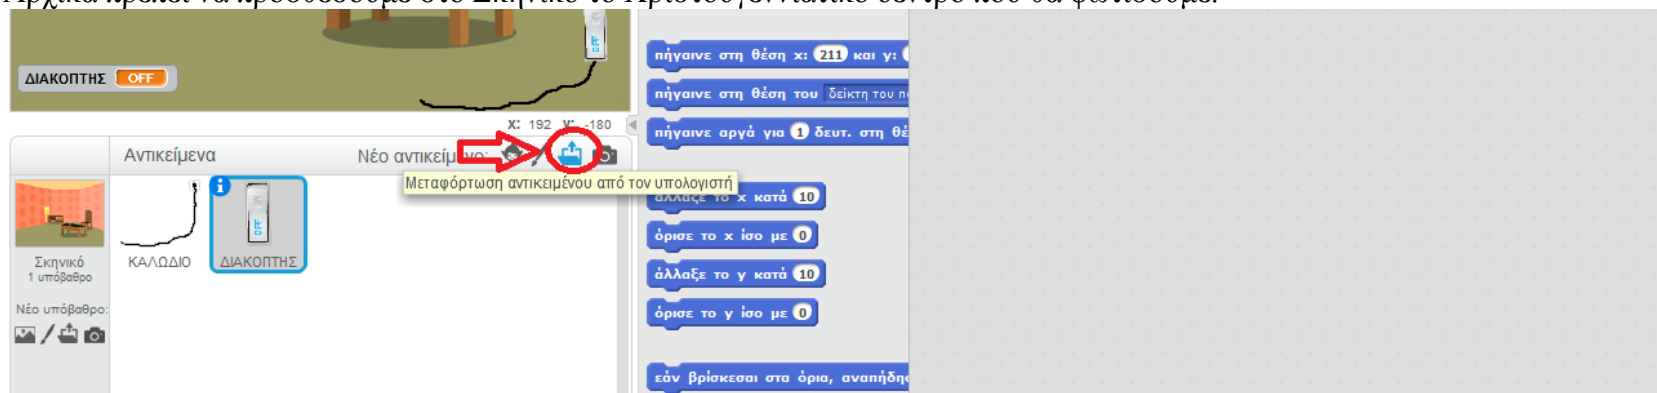 ΔΙΑΚΟΠΤΗΣ OFF
X: 192 Y: -180
Αντικείμενα
Νέο αντικείμενο:
Μεταφόρτωση αντικειμένου από τον υπολογιστή
Σκηνικό
1 υπόβαθρο
Νέο υπόβαθρο:
ΚΑΛΩΔΙΟ
ΔΙΑΚΟΠΤΗΣ
πήγαινε στη θέση x: 211 και y:
πήγαινε στη θέση του δείκτη του
πήγαινε αργά για 1 δευτ. στη
άλλαξε το x κατά 10
όρισε το x ίσο με 0
άλλαξε το y κατά 10
όρισε το y ίσο με 0
εάν βρίσκεσαι στα όρια,